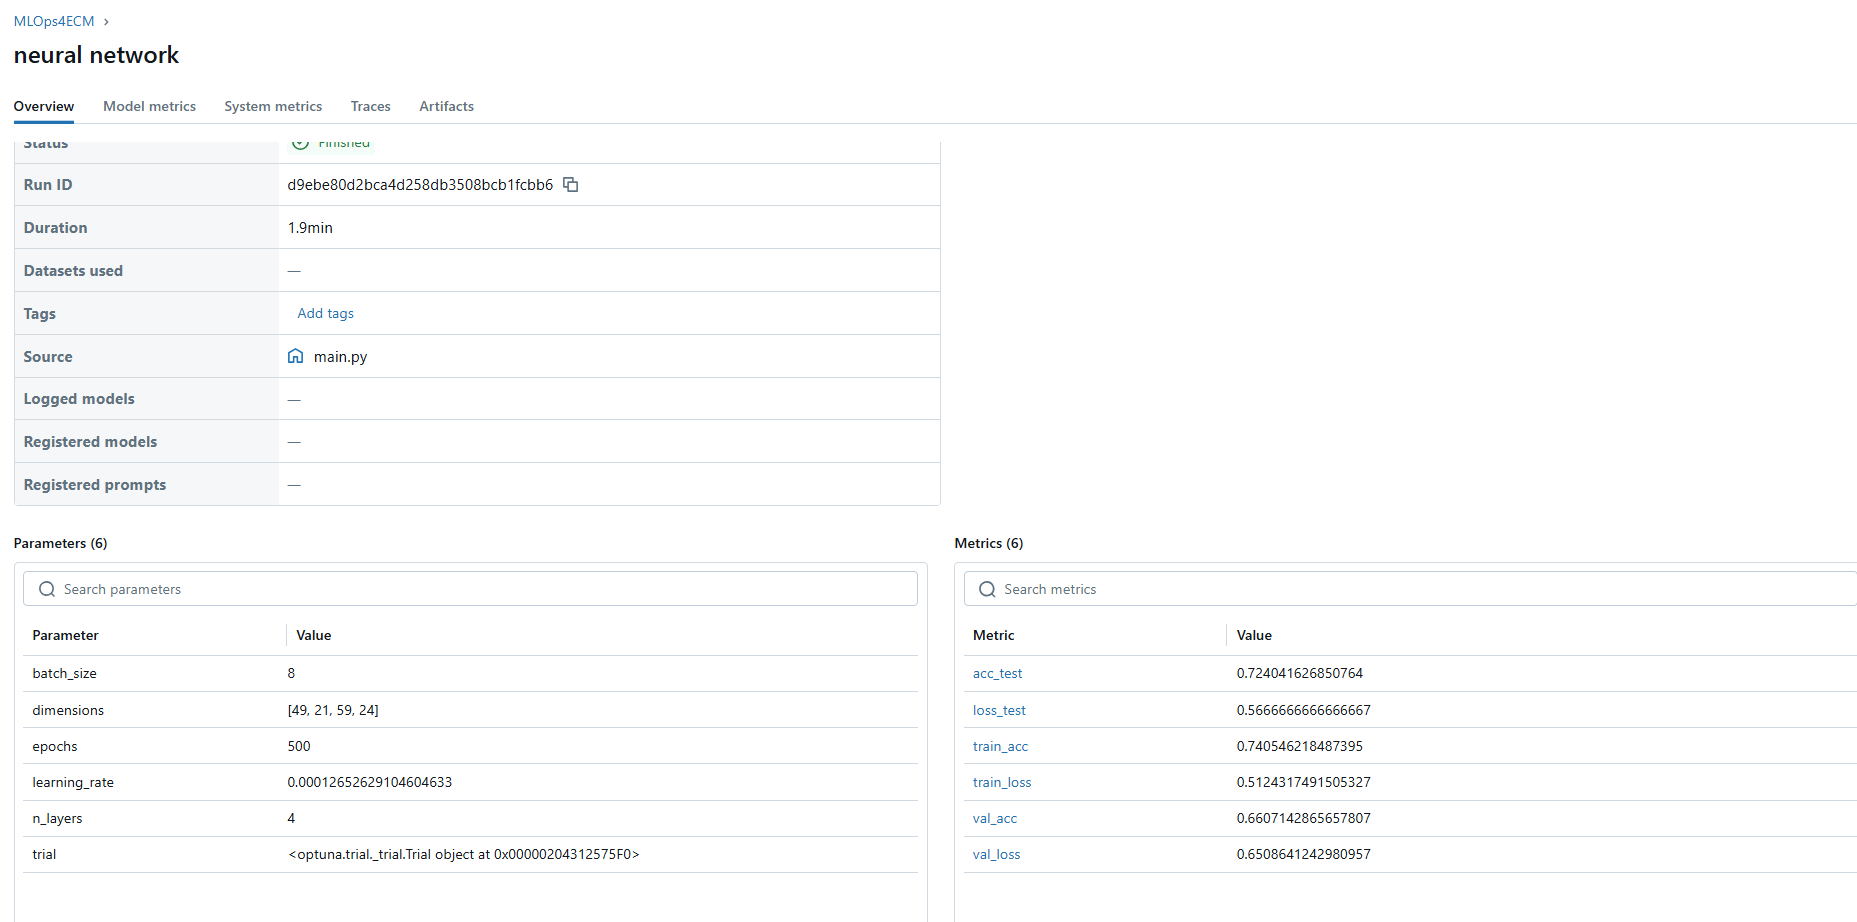 MLOps4ECM ›
neural network
Overview Model metrics System metrics Traces Artifacts
Status Finished
Run ID d9ebe80d2bca4d258db3508bcb1fcbb6
Duration 1.9min
Datasets used —
Tags Add tags
Source main.py
Logged models —
Registered models —
Registered prompts —
Parameters (6)
Search parameters
Parameter Value
batch_size 8
dimensions [49, 21, 59, 24]
epochs 500
learning_rate 0.00012652629104604633
n_layers 4
trial <optuna.trial._trial.Trial object at 0x00000204312575F0>
Metrics (6)
Search metrics
Metric Value
acc_test 0.724041626850764
loss_test 0.5666666666666667
train_acc 0.740546218487395
train_loss 0.5124317491505327
val_acc 0.6607142865657807
val_loss 0.6508641242980957